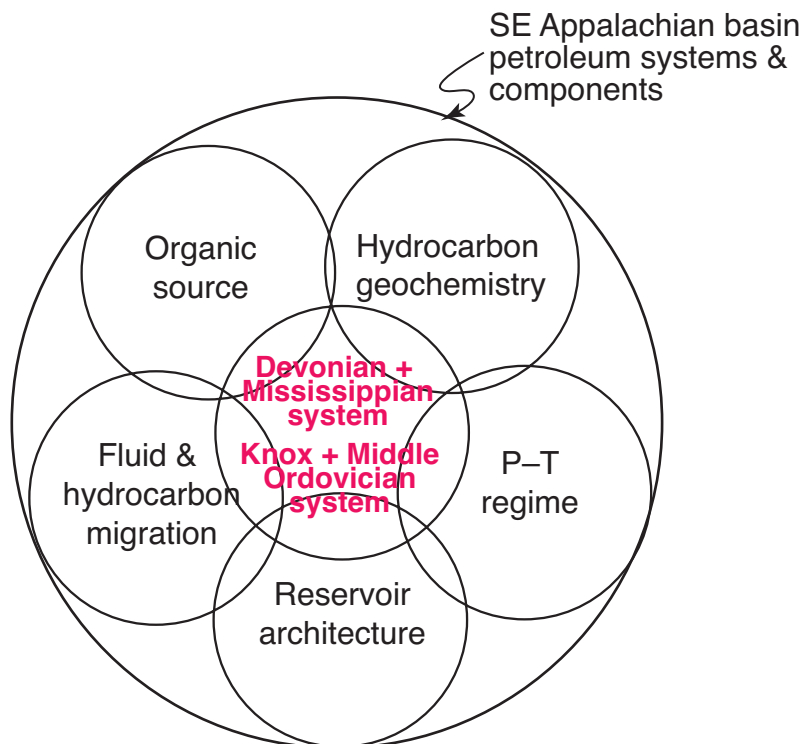 SE Appalachian basin
petroleum systems &
components
Organic
source
Hydrocarbon
geochemistry
Devonian +
Mississippian
system
Knox + Middle
Ordovician
system
Fluid &
hydrocarbon
migration
P–T
regime
Reservoir
architecture